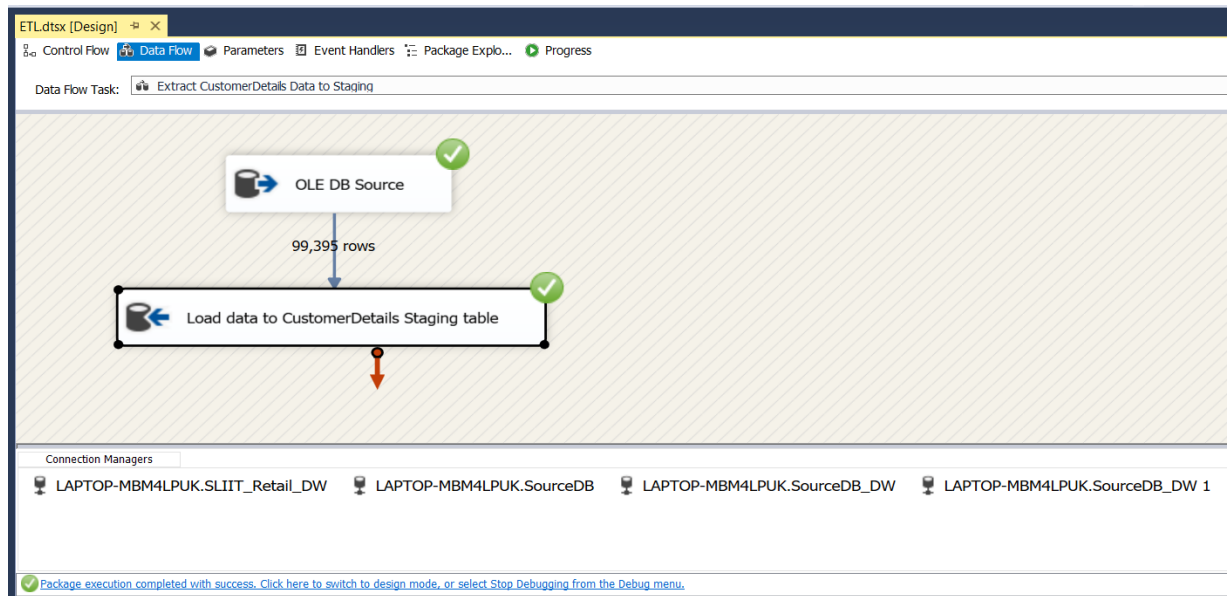 ETL.dtsx [Design]
Control Flow Data Flow Parameters Event Handlers Package Explo... Progress
Data Flow Task: Extract CustomerDetails Data to Staging
OLE DB Source
99,395 rows
Load data to CustomerDetails Staging table
Connection Managers
LAPTOP-MBM4LPUK.SLIIT_Retail_DW LAPTOP-MBM4LPUK.SourceDB LAPTOP-MBM4LPUK.SourceDB_DW LAPTOP-MBM4LPUK.SourceDB_DW 1
Package execution completed with success. Click here to switch to design mode, or select Stop Debugging from the Debug menu.